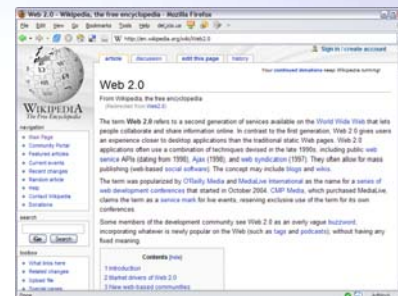 Web 2.0 - Wikipedia, the free encyclopedia - Mozilla Firefox
File Edit View Go Bookmarks Tools Help del.icio.us
http://en.wikipedia.org/wiki/Web2.0
Sign in / create account
article discussion edit this page history
Your continued donations keep Wikipedia running!
Web 2.0
From Wikipedia, the free encyclopedia
(Redirected from Web2.0)
The term Web 2.0 refers to a second generation of services available on the World Wide Web that lets
people collaborate and share information online. In contrast to the first generation, Web 2.0 gives users
an experience closer to desktop applications than the traditional static Web pages. Web 2.0
applications often use a combination of techniques devised in the late 1990s, including public web
service APIs (dating from 1998), Ajax (1998), and web syndication (1997). They often allow for mass
publishing (web-based social software). The concept may include blogs and wikis.
The term was popularized by O'Reilly Media and MediaLive International as the name for a series of
web development conferences that started in October 2004. CMP Media, which purchased MediaLive,
claims the term as a service mark for live events, reserving exclusive use of the term for its own
conferences.
Some members of the development community see Web 2.0 as an overly vague buzzword,
incorporating whatever is newly popular on the Web (such as tags and podcasts), without having any
fixed meaning.
Contents [hide]
1 Introduction
2 Market drivers of Web 2.0
3 New web-based communities
WIKIPEDIA
The Free Encyclopedia
navigation
Main Page
Community Portal
Featured articles
Current events
Recent changes
Random article
Help
Contact Wikipedia
Donations
search
Go Search
toolbox
What links here
Related changes
Upload file
Special pages
Done